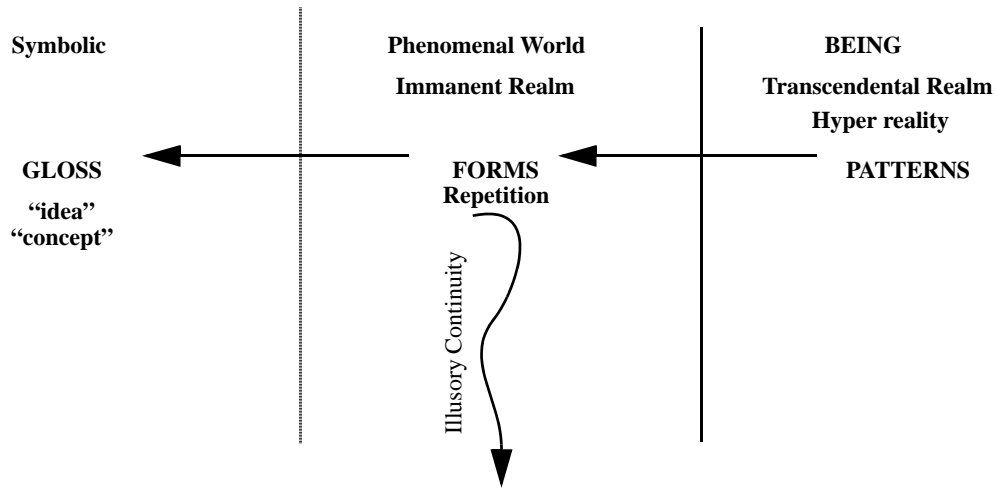 Symbolic
Phenomenal World
BEING
Immanent Realm
Transcendental Realm
Hyper reality
GLOSS
FORMS
PATTERNS
Repetition
“idea”
“concept”
Illusory Continuity